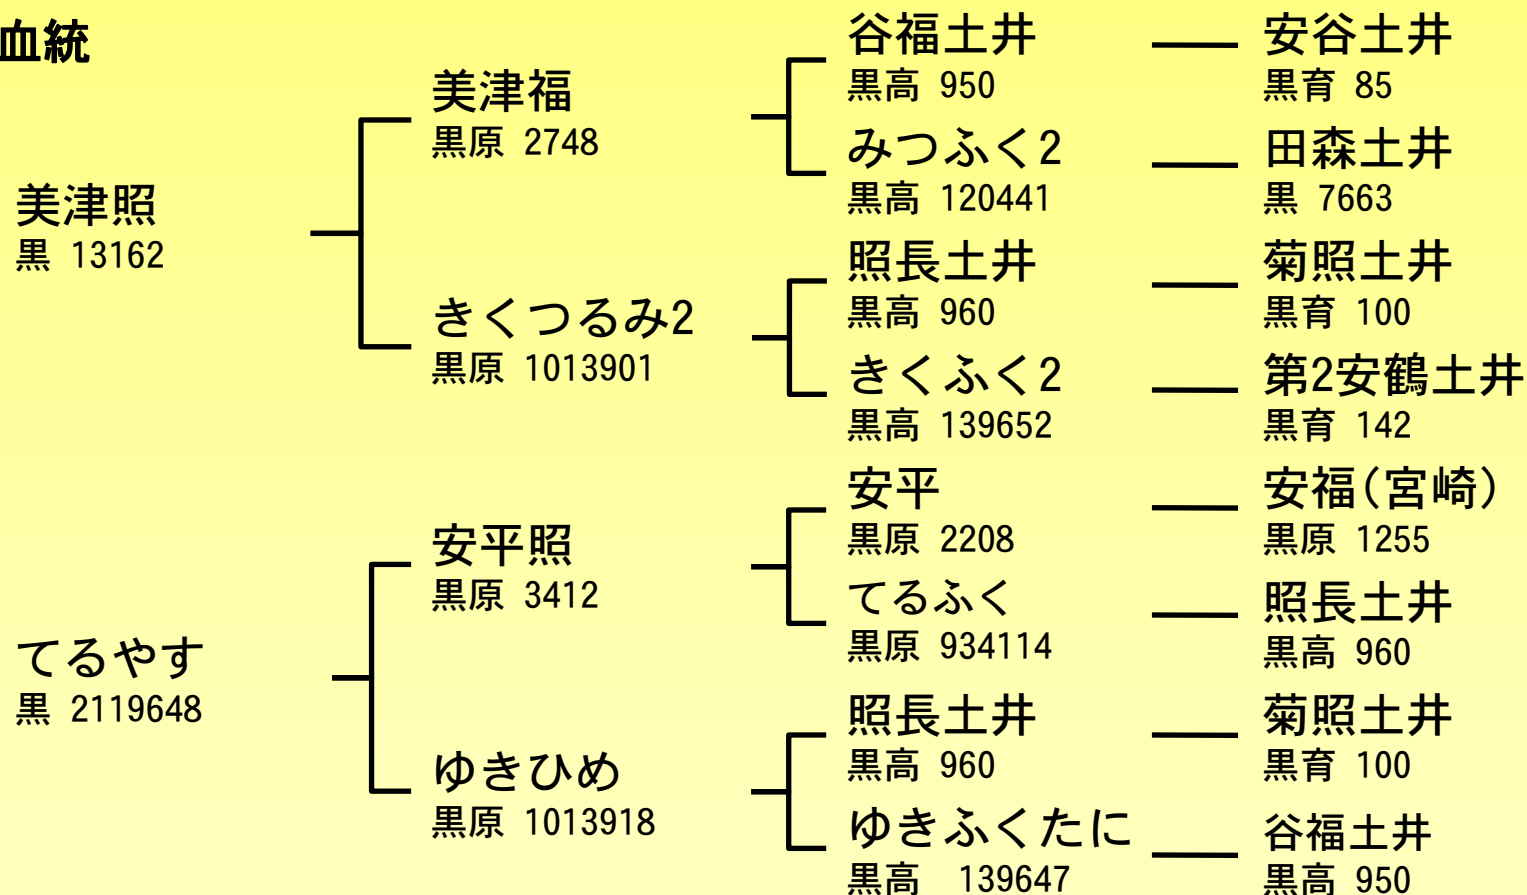 血統
美津照
黒 13162
美津福
黒原 2748
谷福土井
黒高 950
安谷土井
黒育 85
みつふく2
黒高 120441
田森土井
黒 7663
きくつるみ2
黒原 1013901
照長土井
黒高 960
菊照土井
黒育 100
きくふく2
黒高 139652
第2安鶴土井
黒育 142
てるやす
黒 2119648
安平照
黒原 3412
安平
黒原 2208
安福(宮崎)
黒原 1255
てるふく
黒原 934114
照長土井
黒高 960
ゆきひめ
黒原 1013918
照長土井
黒高 960
菊照土井
黒育 100
ゆきふくたに
黒高 139647
谷福土井
黒高 950